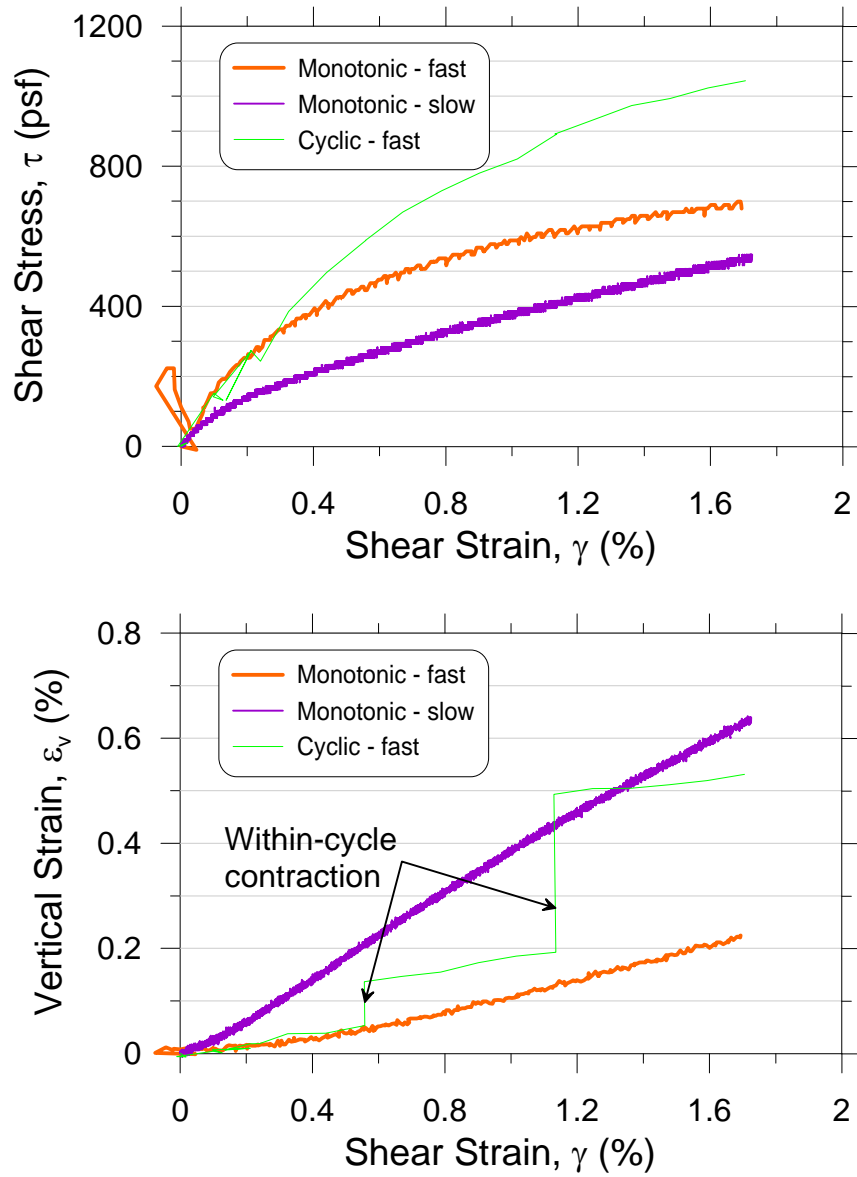 1200
800
400
0
Shear Stress, τ (psf)
Monotonic - fast
Monotonic - slow
Cyclic - fast
0 0.4 0.8 1.2 1.6 2
Shear Strain, γ (%)
0.8
0.6
0.4
0.2
0
Vertical Strain, εv (%)
Monotonic - fast
Monotonic - slow
Cyclic - fast
Within-cycle
contraction
0 0.4 0.8 1.2 1.6 2
Shear Strain, γ (%)